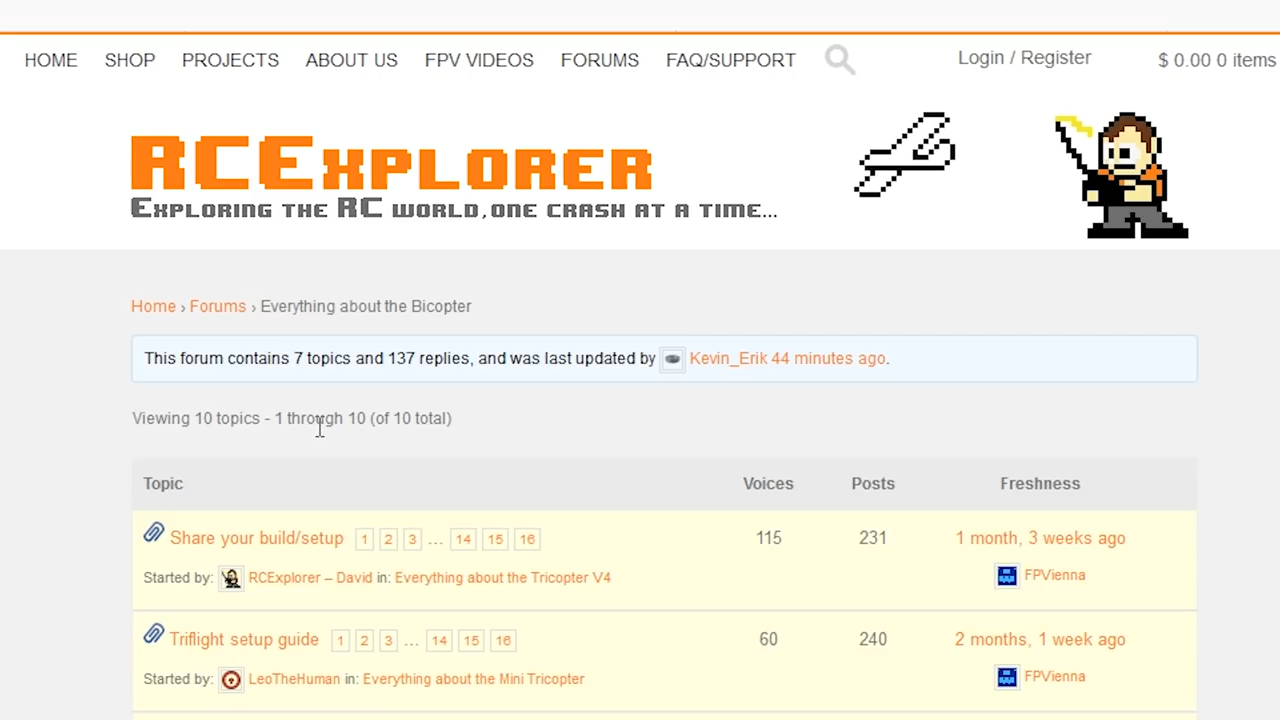 HOME SHOP PROJECTS ABOUT US FPV VIDEOS FORUMS FAQ/SUPPORT Login / Register $ 0.00 0 items
RCExplorer
Exploring the RC world,one crash at a time...
Home › Forums › Everything about the Bicopter
This forum contains 7 topics and 137 replies, and was last updated by Kevin_Erik 44 minutes ago.
Viewing 10 topics - 1 through 10 (of 10 total)
Topic Voices Posts Freshness
Share your build/setup 1 2 3 … 14 15 16 115 231 1 month, 3 weeks ago
Started by: RCExplorer – David in: Everything about the Tricopter V4 FPVienna
Triflight setup guide 1 2 3 … 14 15 16 60 240 2 months, 1 week ago
Started by: LeoTheHuman in: Everything about the Mini Tricopter FPVienna